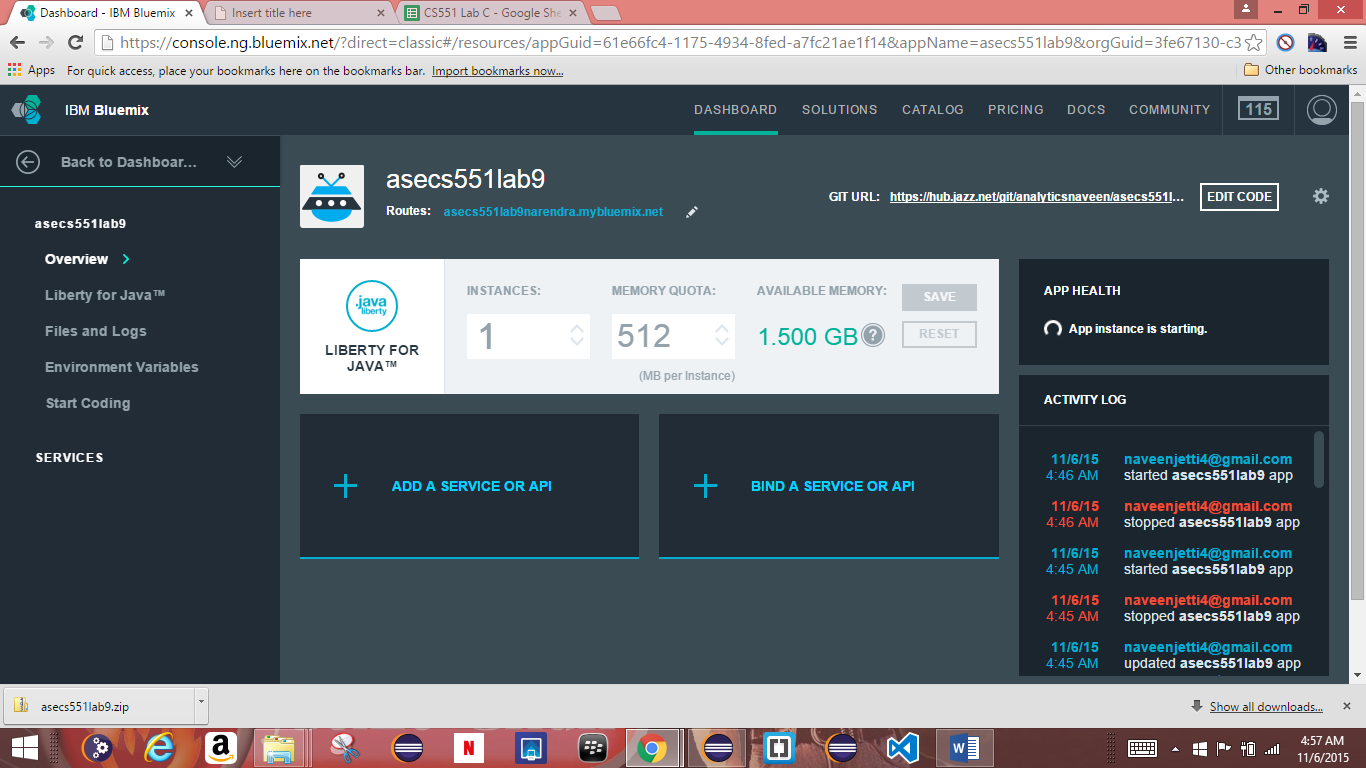 Dashboard - IBM Bluemix
Insert title here
CS551 Lab C - Google She
https://console.ng.bluemix.net/?direct=classic#/resources/appGuid=61e66fc4-1175-4934-8fed-a7fc21ae1f14&appName=asecs551lab9&orgGuid=3fe67130-c3
Apps For quick access, place your bookmarks here on the bookmarks bar. Import bookmarks now... Other bookmarks
IBM Bluemix DASHBOARD SOLUTIONS CATALOG PRICING DOCS COMMUNITY 115
Back to Dashboar...
asecs551lab9
Overview
Liberty for Java™
Files and Logs
Environment Variables
Start Coding
SERVICES
asecs551lab9
Routes: asecs551lab9narendra.mybluemix.net
GIT URL: https://hub.jazz.net/git/analyticsnaveen/asecs551l... EDIT CODE
java
liberty
LIBERTY FOR
JAVA™
INSTANCES: MEMORY QUOTA: AVAILABLE MEMORY: SAVE
1 512 1.500 GB ? RESET
(MB per Instance)
ADD A SERVICE OR API
BIND A SERVICE OR API
APP HEALTH
App instance is starting.
ACTIVITY LOG
11/6/15 naveenjetti4@gmail.com
4:46 AM started asecs551lab9 app
11/6/15 naveenjetti4@gmail.com
4:46 AM stopped asecs551lab9 app
11/6/15 naveenjetti4@gmail.com
4:45 AM started asecs551lab9 app
11/6/15 naveenjetti4@gmail.com
4:45 AM stopped asecs551lab9 app
11/6/15 naveenjetti4@gmail.com
4:45 AM updated asecs551lab9 app
asecs551lab9.zip
Show all downloads...
4:57 AM
11/6/2015